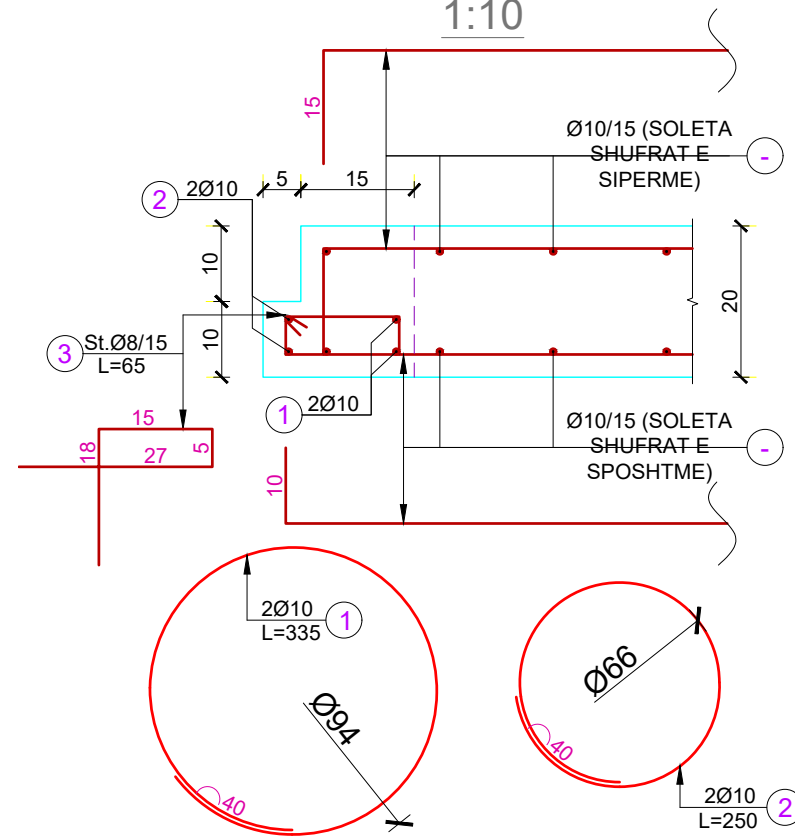 1:10
15
Ø10/15 (SOLETA
SHUFRAT E
SIPERME)
-
5
15
2
2Ø10
10
10
20
3
St.Ø8/15
L=65
1
2Ø10
15
18
27
5
Ø10/15 (SOLETA
SHUFRAT E
SPOSHTME)
-
10
2Ø10
L=335
1
Ø94
40
Ø66
40
2Ø10
L=250
2